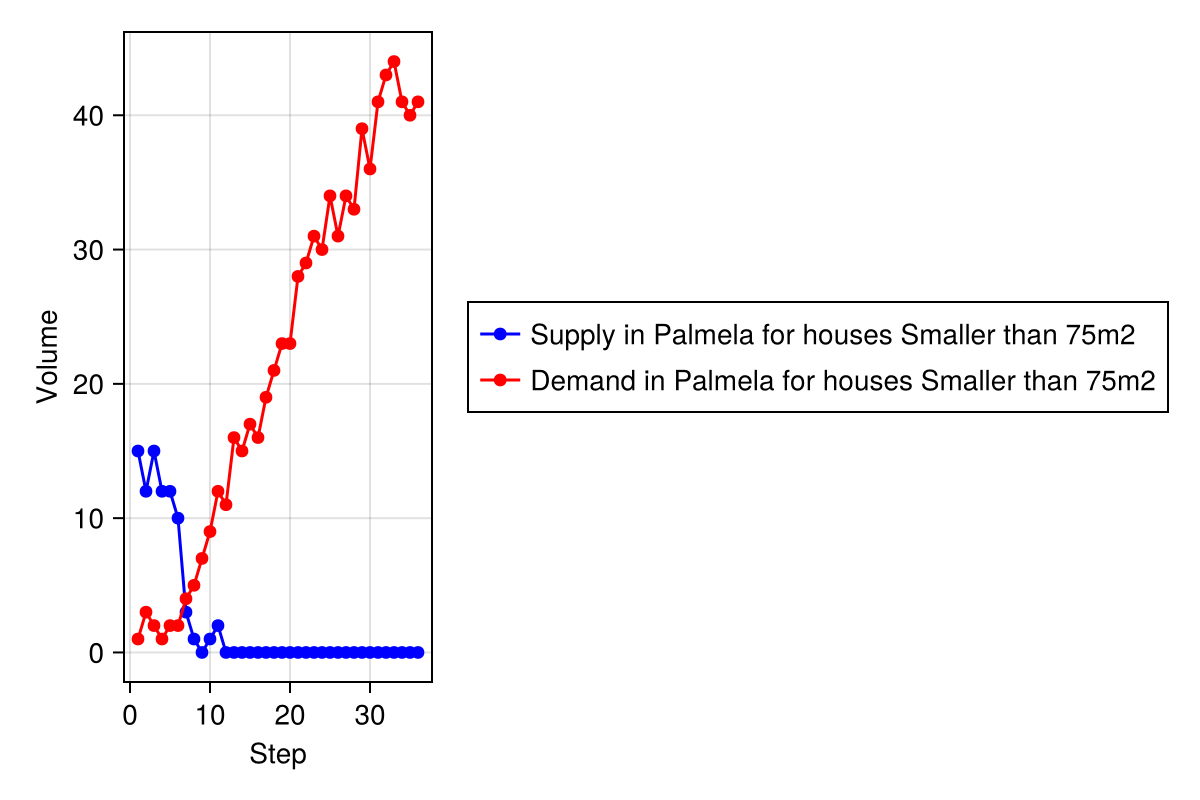 40
30
20
10
0
Volume
0 10 20 30
Step
Supply in Palmela for houses Smaller than 75m2
Demand in Palmela for houses Smaller than 75m2